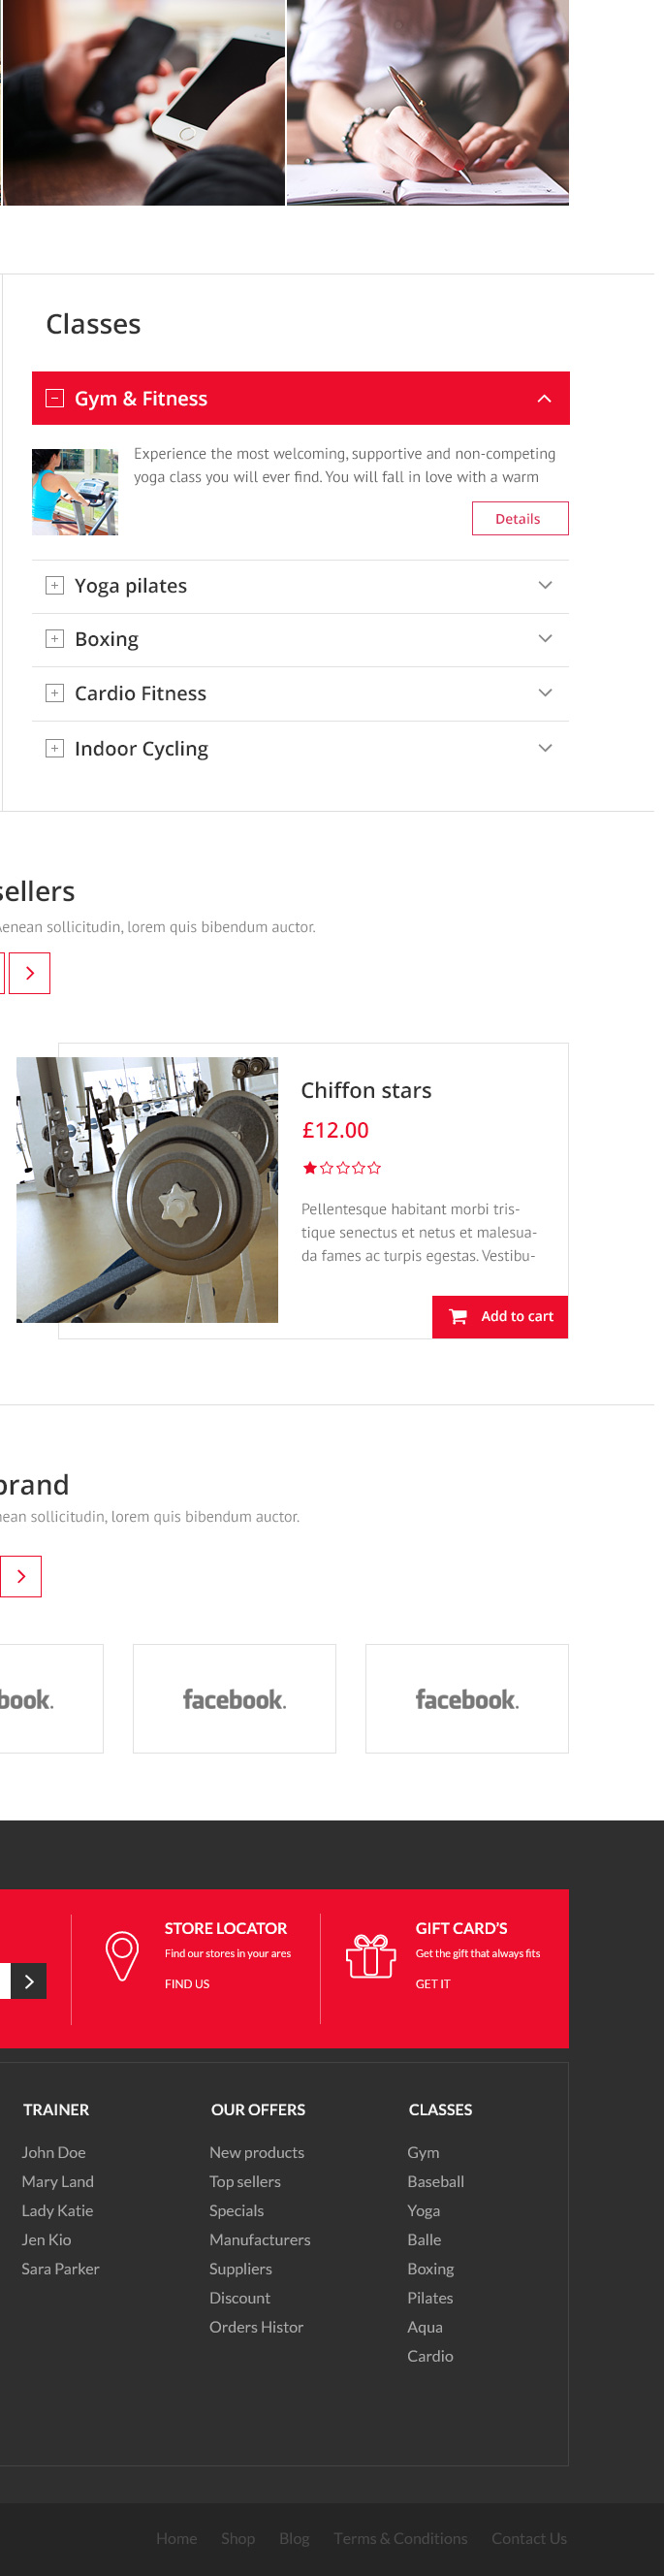 Classes
Gym & Fitness
Experience the most welcoming, supportive and non-competing
yoga class you will ever find. You will fall in love with a warm
Details
Yoga pilates
Boxing
Cardio Fitness
Indoor Cycling
sellers
Aenean sollicitudin, lorem quis bibendum auctor.
Chiffon stars
£12.00
Pellentesque habitant morbi tris-
tique senectus et netus et malesua-
da fames ac turpis egestas. Vestibu-
Add to cart
brand
nean sollicitudin, lorem quis bibendum auctor.
book. facebook. facebook.
STORE LOCATOR
Find our stores in your ares
FIND US
GIFT CARD'S
Get the gift that always fits
GET IT
TRAINER
John Doe
Mary Land
Lady Katie
Jen Kio
Sara Parker
OUR OFFERS
New products
Top sellers
Specials
Manufacturers
Suppliers
Discount
Orders Histor
CLASSES
Gym
Baseball
Yoga
Balle
Boxing
Pilates
Aqua
Cardio
Home Shop Blog Terms & Conditions Contact Us